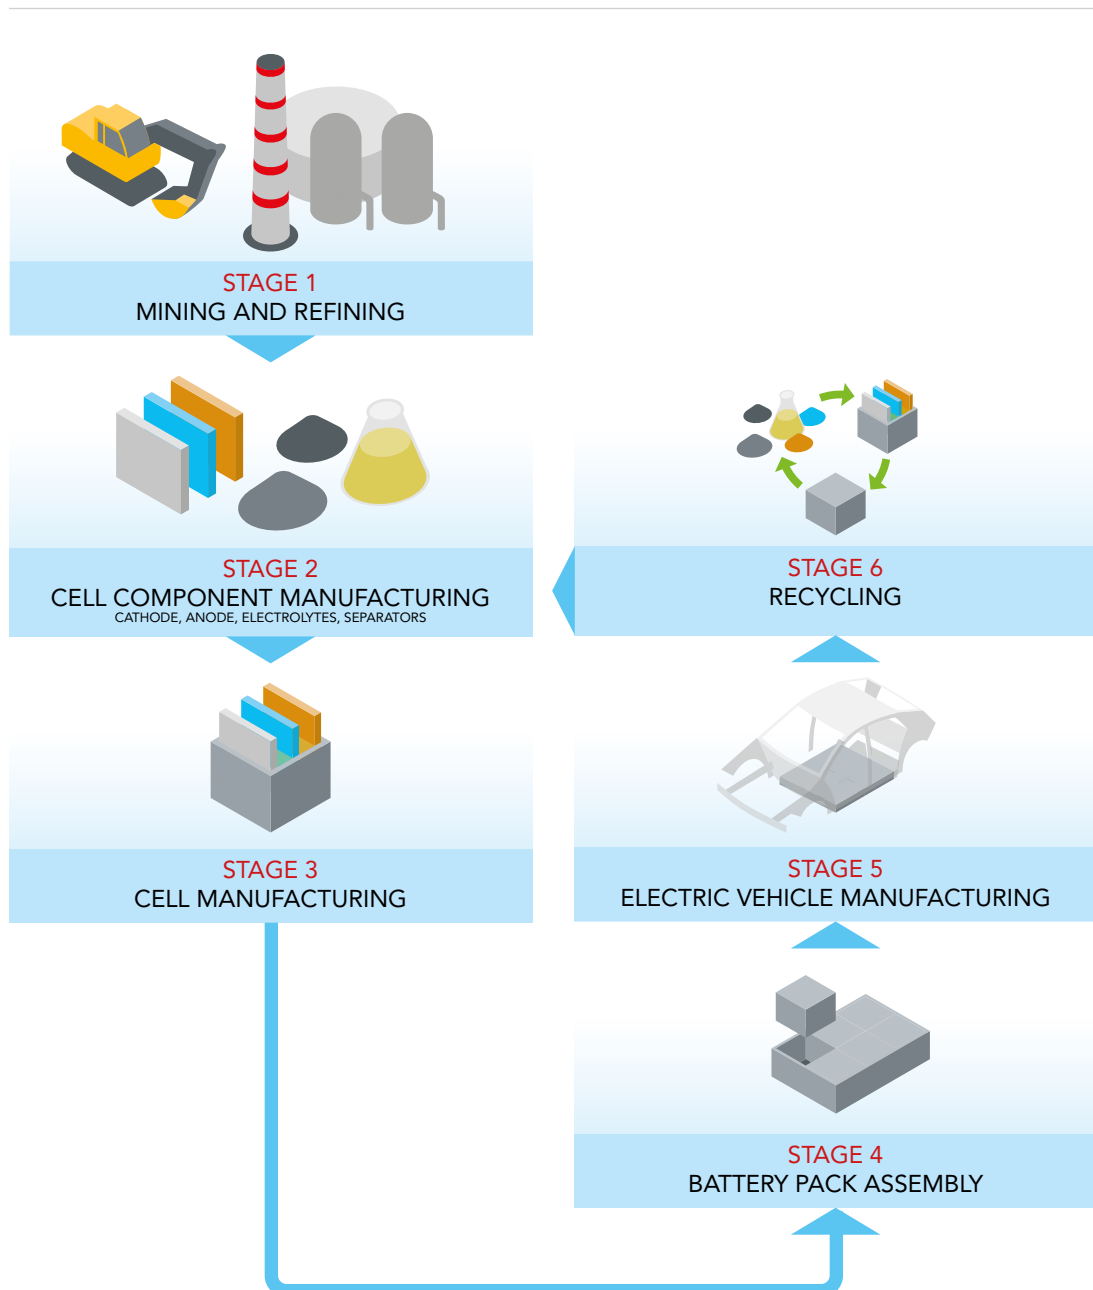 STAGE 1
MINING AND REFINING
STAGE 2
CELL COMPONENT MANUFACTURING
CATHODE, ANODE, ELECTROLYTES, SEPARATORS
STAGE 3
CELL MANUFACTURING
STAGE 4
BATTERY PACK ASSEMBLY
STAGE 5
ELECTRIC VEHICLE MANUFACTURING
STAGE 6
RECYCLING